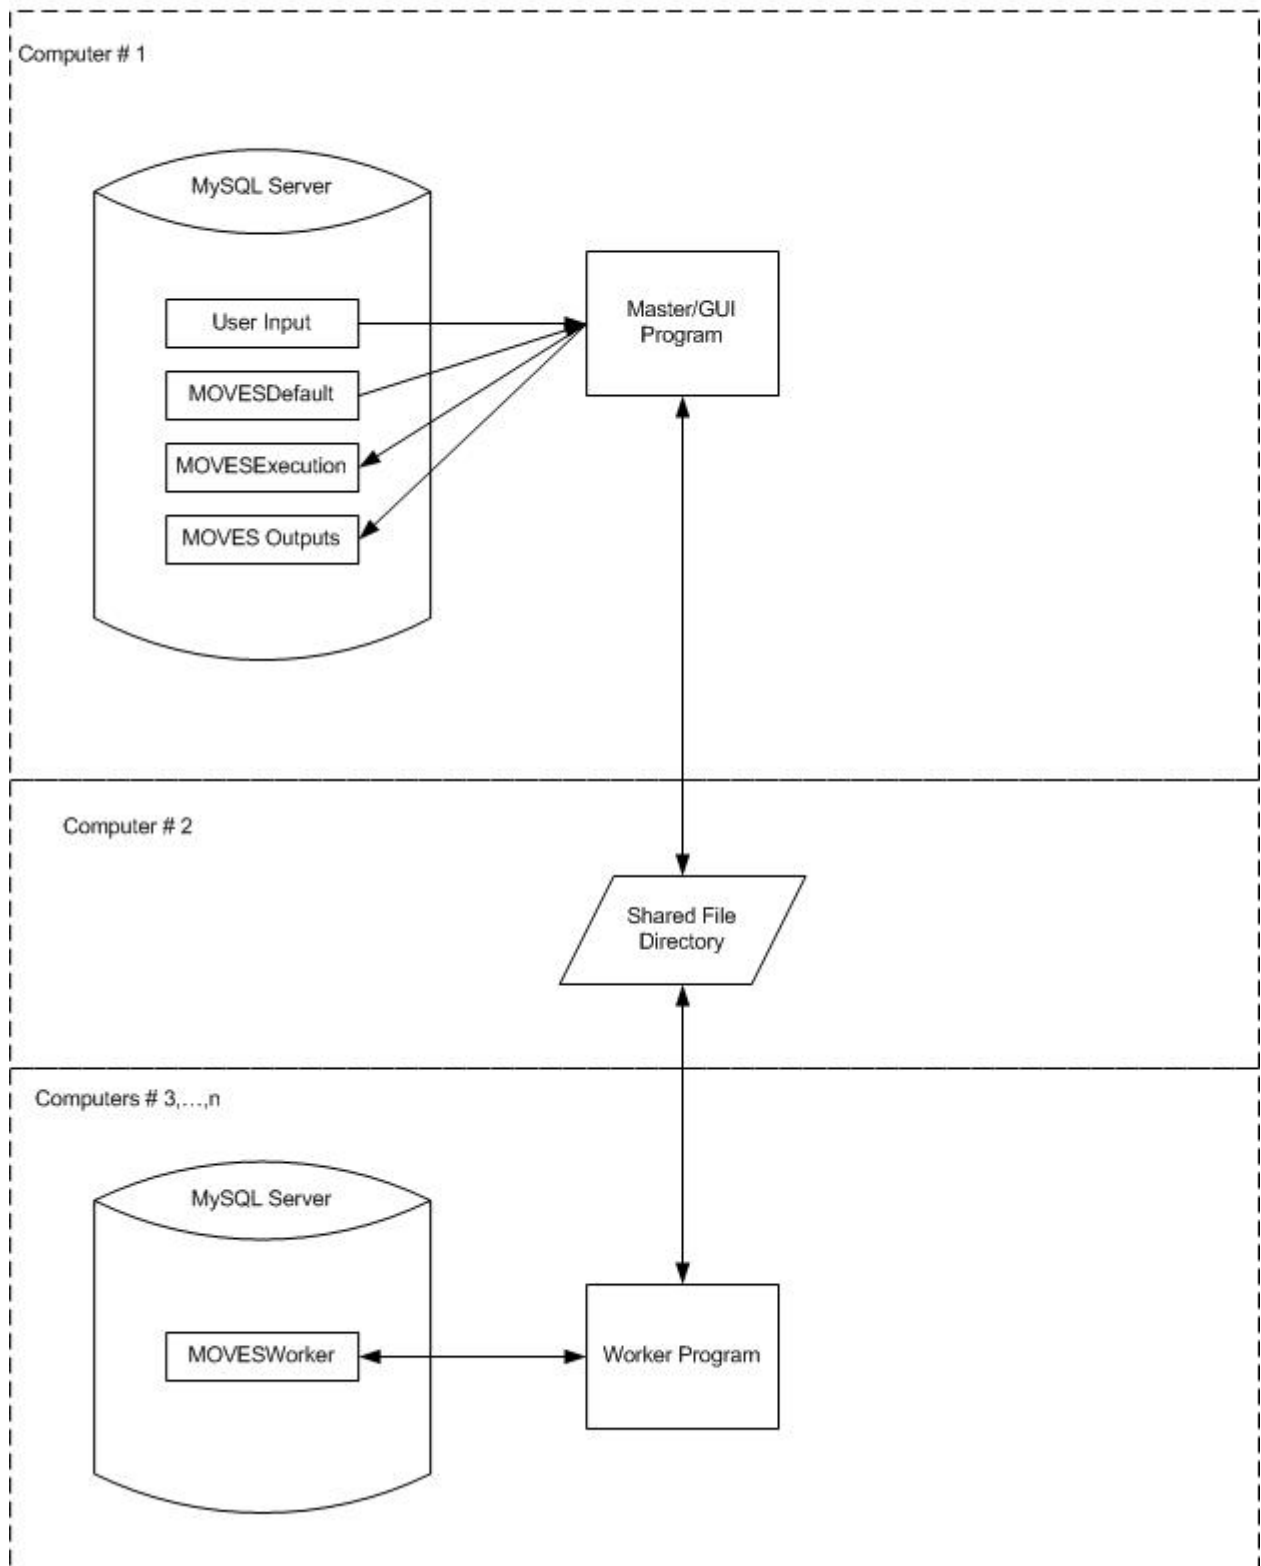 Computer # 1
MySQL Server
User Input
MOVESDefault
MOVESExecution
MOVES Outputs
Master/GUI
Program
Computer # 2
Shared File
Directory
Computers # 3,...,n
MySQL Server
MOVESWorker
Worker Program